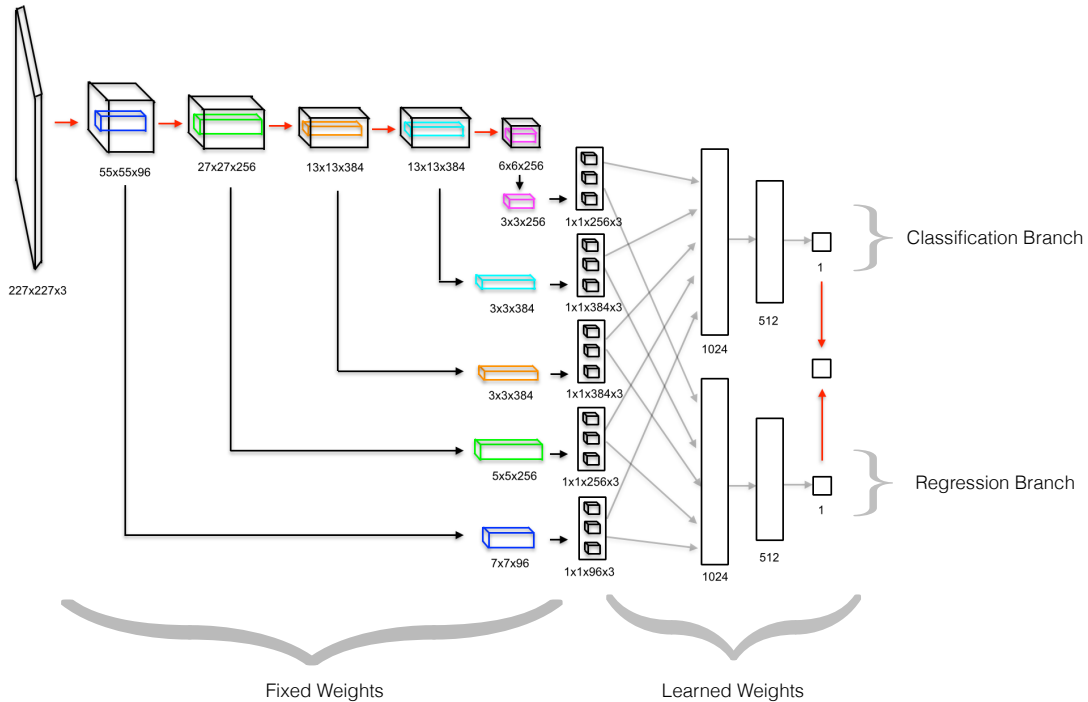 227x227x3
55x55x96
27x27x256
13x13x384
13x13x384
6x6x256
3x3x256
1x1x256x3
3x3x384
1x1x384x3
3x3x384
1x1x384x3
5x5x256
1x1x256x3
7x7x96
1x1x96x3
1024
512
1
Classification Branch
1024
512
1
Regression Branch
Fixed Weights
Learned Weights